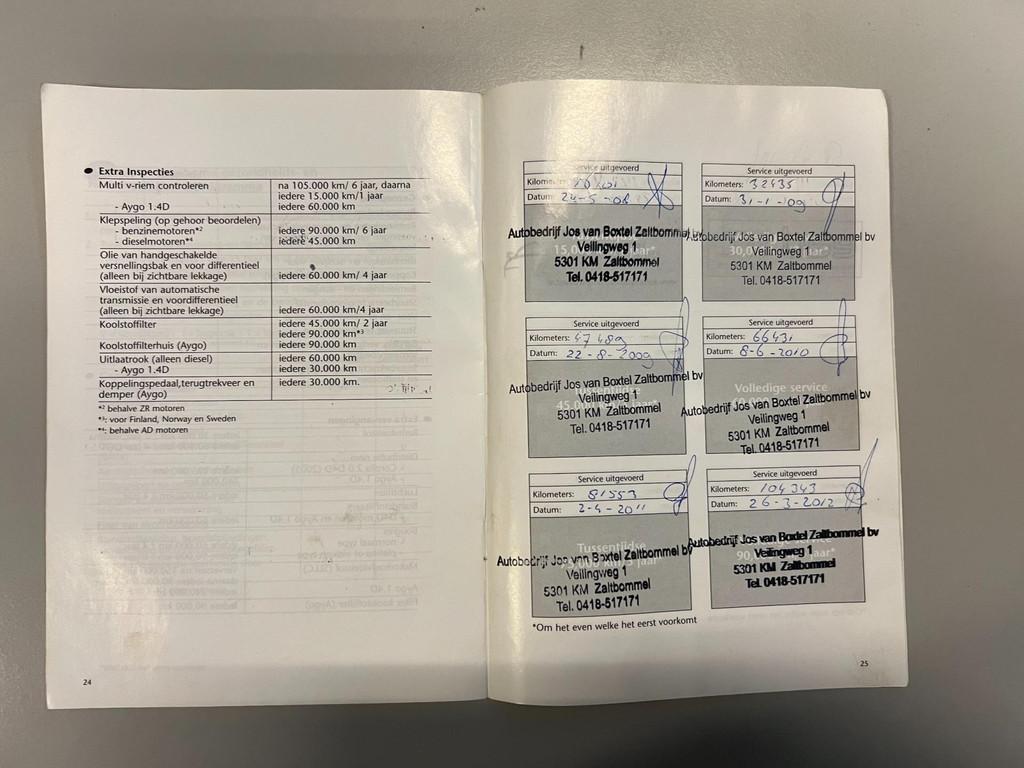 Extra Inspecties
Multi v-riem controleren na 105.000 km/ 6 jaar, daarna
iedere 15.000 km/1 jaar
- Aygo 1.4D iedere 60.000 km
Klepspeling (op gehoor beoordelen)
- benzinemotoren*2 iedere 90.000 km/ 6 jaar
- dieselmotoren*4 iedere 45.000 km
Olie van handgeschakelde
versnellingsbak en voor differentieel
(alleen bij zichtbare lekkage) iedere 60.000 km/ 4 jaar
Vloeistof van automatische
transmissie en voordifferentieel
(alleen bij zichtbare lekkage) iedere 60.000 km/4 jaar
Koolstoffilter iedere 45.000 km/ 2 jaar
iedere 90.000 km*3
Koolstoffilterhuis (Aygo) iedere 90.000 km
Uitlaatrook (alleen diesel) iedere 60.000 km
- Aygo 1.4D iedere 30.000 km
Koppelingspedaal,terugtrekveer en iedere 30.000 km.
demper (Aygo)
*2 behalve ZR motoren
*3: voor Finland, Norway en Sweden
*4: behalve AD motoren
24
Service uitgevoerd
Datum: 24-5-08
Autobedrijf Jos van Boxtel Zaltbommel bv
Veilingweg 1
5301 KM Zaltbommel
Tel. 0418-517171
Service uitgevoerd
Kilometers: 32435
Datum: 31-1-09
Autobedrijf Jos van Boxtel Zaltbommel bv
Veilingweg 1
5301 KM Zaltbommel
Tel. 0418-517171
Service uitgevoerd
Kilometers: 47489
Datum: 22-8-2009
Autobedrijf Jos van Boxtel Zaltbommel bv
Veilingweg 1
5301 KM Zaltbommel
Tel. 0418-517171
Service uitgevoerd
Kilometers: 66431
Datum: 8-6-2010
Volledige service
Autobedrijf Jos van Boxtel Zaltbommel bv
Veilingweg 1
5301 KM Zaltbommel
Tel. 0418-517171
Service uitgevoerd
Kilometers: 81553
Datum: 2-4-2011
Tussentijdse
Autobedrijf Jos van Boxtel Zaltbommel bv
Veilingweg 1
5301 KM Zaltbommel
Tel. 0418-517171
Service uitgevoerd
Kilometers: 104343
Datum: 26-3-2012
Autobedrijf Jos van Boxtel Zaltbommel bv
Veilingweg 1
5301 KM Zaltbommel
Tel. 0418-517171
*Om het even welke het eerst voorkomt
25